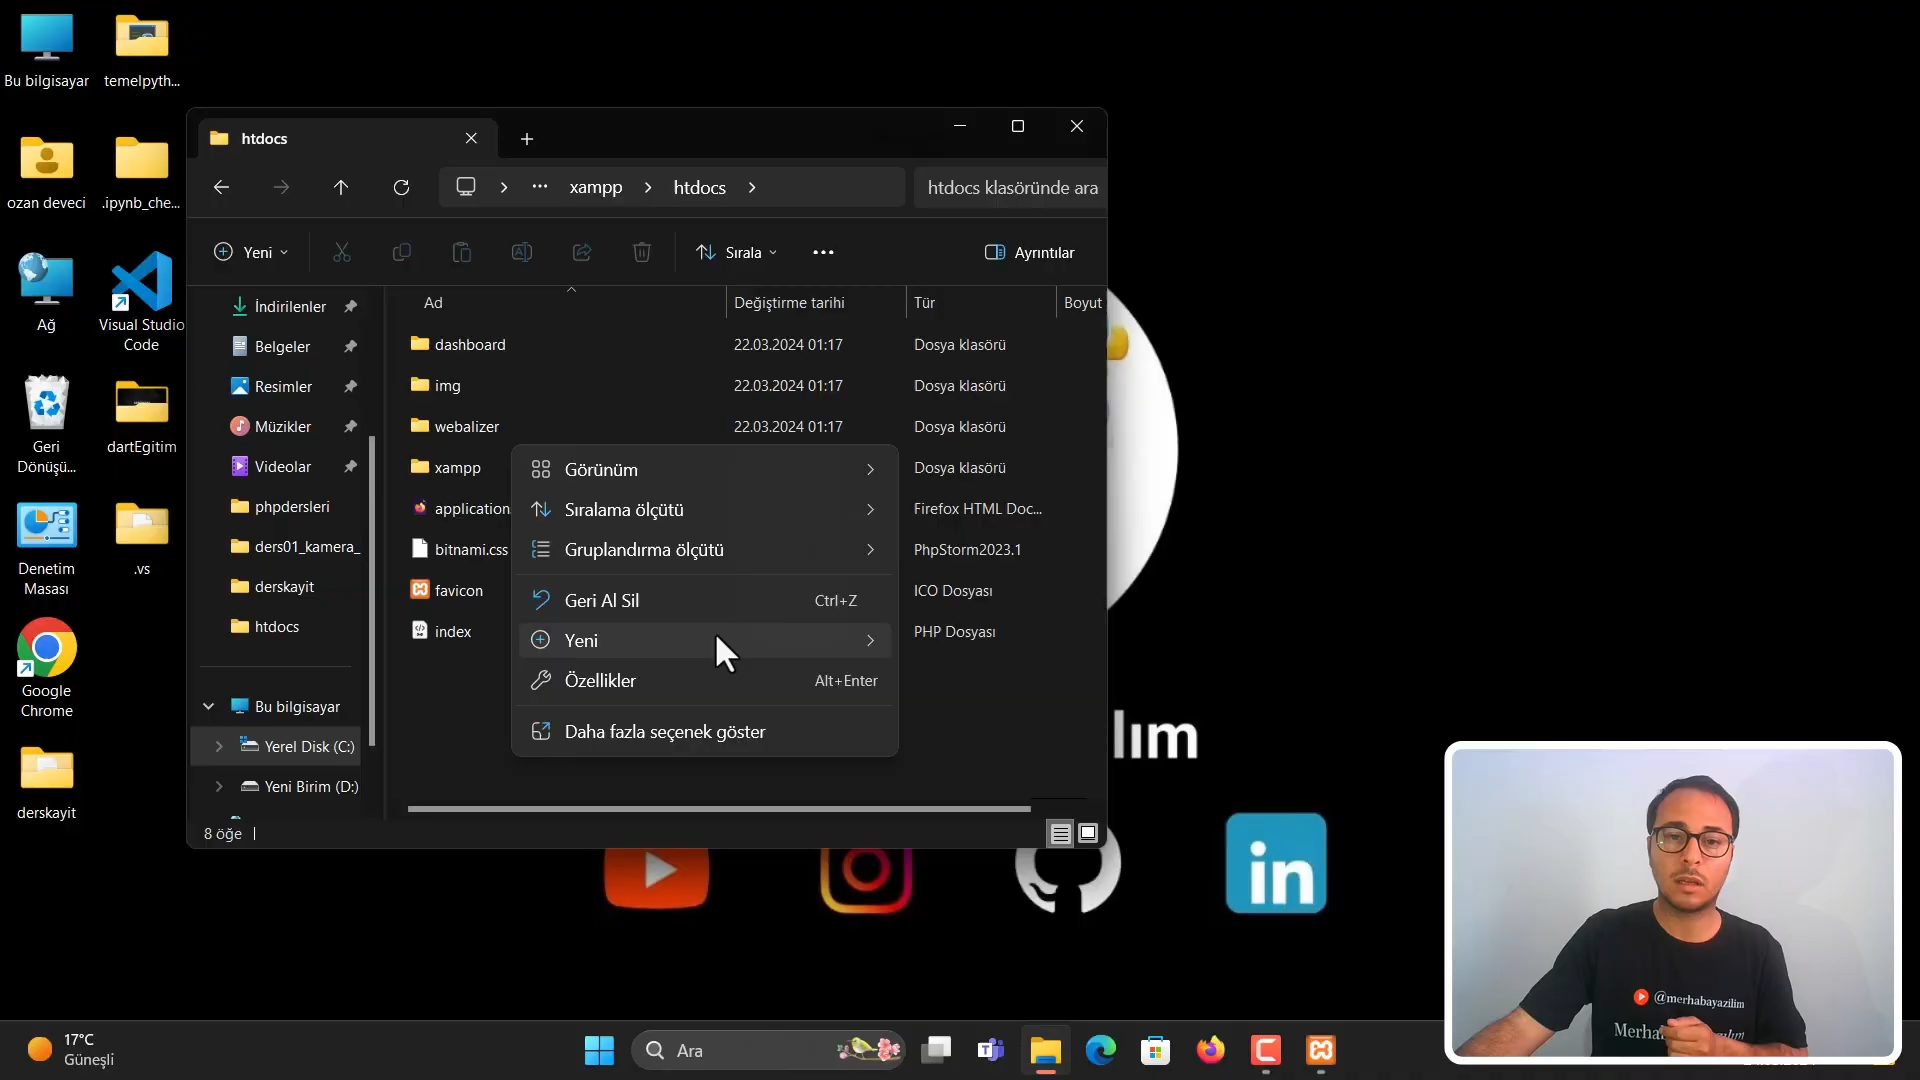 Bu bilgisayar
temelpyth...
ozan deveci
.ipynb_che...
Ağ
Visual Studio
Code
Geri
Dönüşü...
dartEgitim
Denetim
Masası
.vs
Google
Chrome
derskayit
htdocs
xampp
htdocs
htdocs klasöründe ara
Yeni
Sırala
Ayrıntılar
İndirilenler
Belgeler
Resimler
Müzikler
Videolar
phpdersleri
ders01_kamera_
derskayit
htdocs
Bu bilgisayar
Yerel Disk (C:)
Yeni Birim (D:)
Ad
Değiştirme tarihi
Tür
Boyut
dashboard 22.03.2024 01:17 Dosya klasörü
img 22.03.2024 01:17 Dosya klasörü
webalizer 22.03.2024 01:17 Dosya klasörü
xampp Dosya klasörü
application Firefox HTML Doc...
bitnami.css PhpStorm2023.1
favicon ICO Dosyası
index PHP Dosyası
Görünüm
Sıralama ölçütü
Gruplandırma ölçütü
Geri Al Sil Ctrl+Z
Yeni
Özellikler Alt+Enter
Daha fazla seçenek göster
8 öğe
lım
in
@merhabayazilim
Merha
17°C
Güneşli
Ara